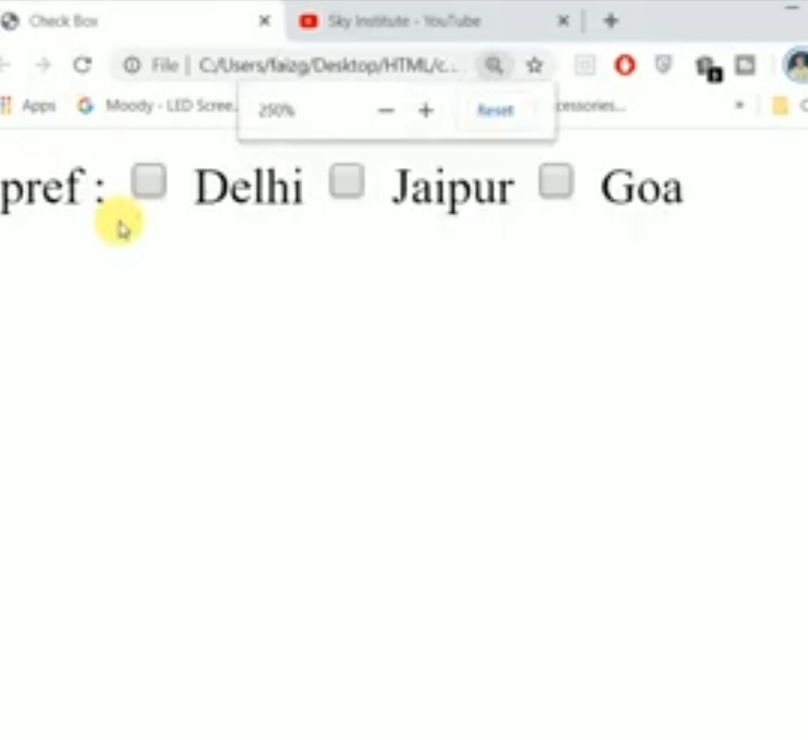 Check Box
Sky Institute - YouTube
File | C:/Users/faizg/Desktop/HTML/c...
Apps Moody - LED Scree... cessories...
250% Reset
pref : Delhi Jaipur Goa